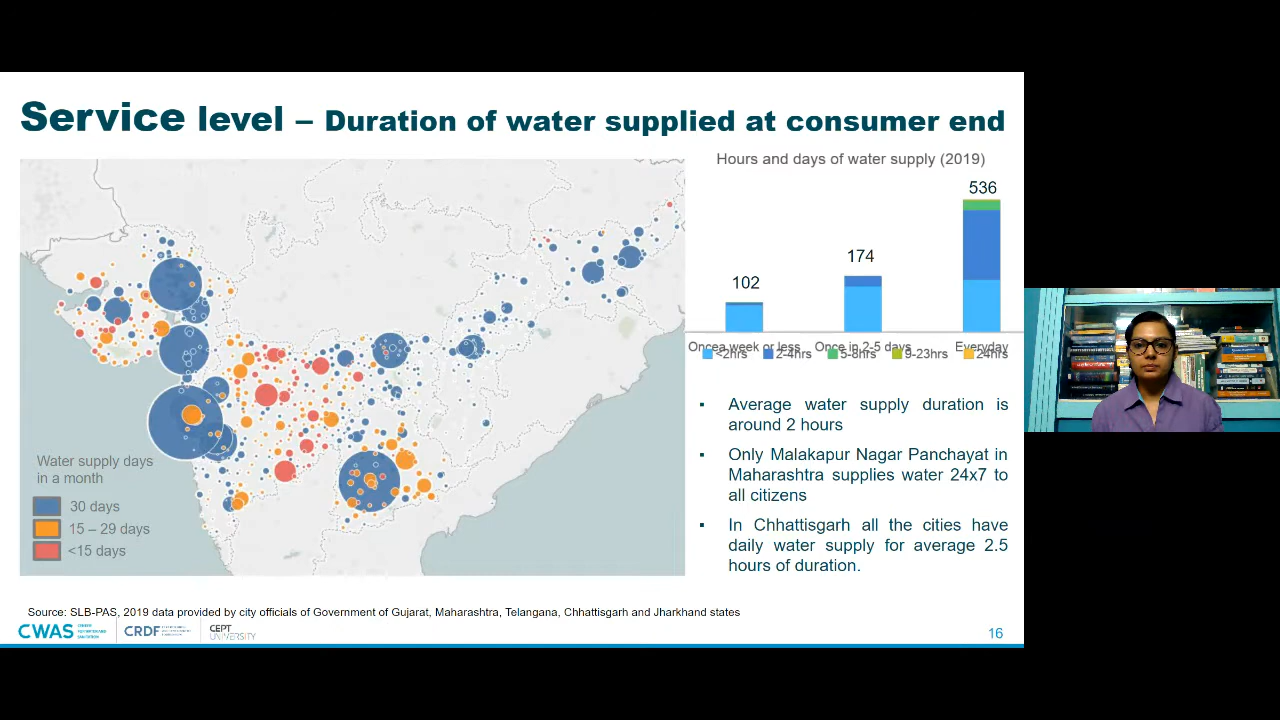 Service level – Duration of water supplied at consumer end
Hours and days of water supply (2019)
536
174
102
Once a week or less
Once in 2-5 days
Everyday
<2hrs
2-4hrs
5-8hrs
9-23hrs
24hrs
▪ Average water supply duration is
around 2 hours
▪ Only Malakapur Nagar Panchayat in
Maharashtra supplies water 24x7 to
all citizens
▪ In Chhattisgarh all the cities have
daily water supply for average 2.5
hours of duration.
Water supply days
in a month
30 days
15 – 29 days
<15 days
Source: SLB-PAS, 2019 data provided by city officials of Government of Gujarat, Maharashtra, Telangana, Chhattisgarh and Jharkhand states
CWAS
CRDF
CEPT
UNIVERSITY
16